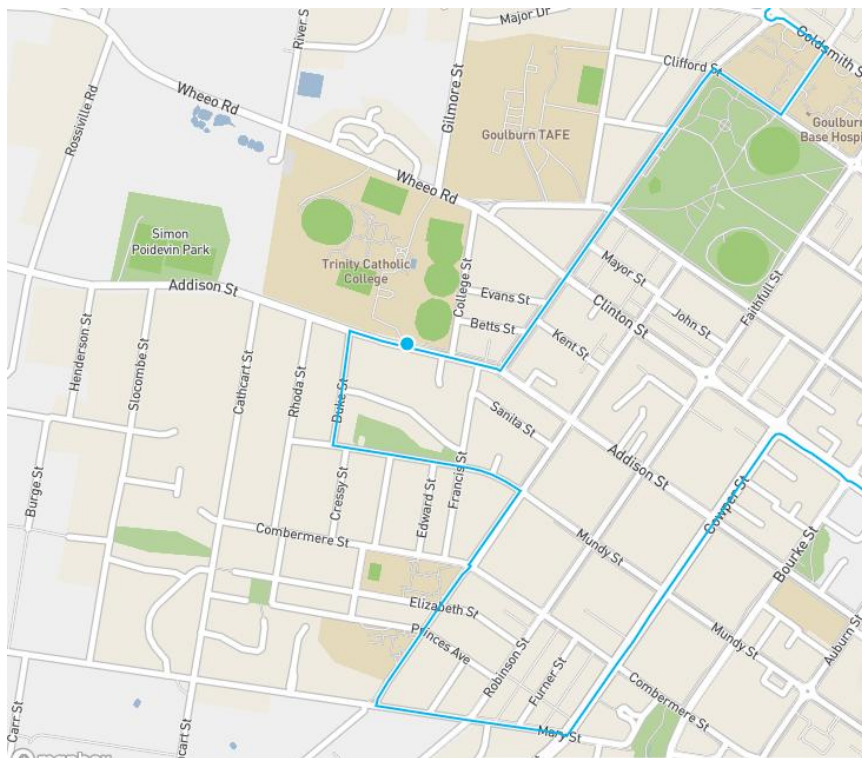 Major Dr
Goldsmith S
River S
Clifford St
Rossiville Rd
Wheeo Rd
Gilmore St
Goulburn TAFE
Goulburn
Base Hospi
Wheeo Rd
Simon
Poidevin Park
Trinity Catholic
College
College St
Mayor St
Faithfull St
Addison St
Evans St
Clinton St
John St
Betts St
Kent St
Henderson St
Slocombe St
Cathcart St
Rhoda St
Duke St
Sanita St
Addison St
Cowper St
Burge St
Cressy St
Edward St
Francis St
Combermere St
Mundy St
Bourke St
Elizabeth St
Princes Ave
Mundy St
Auburn St
Robinson St
Furner St
Combermere St
Carr St
hcart St
Mary St
mapbox